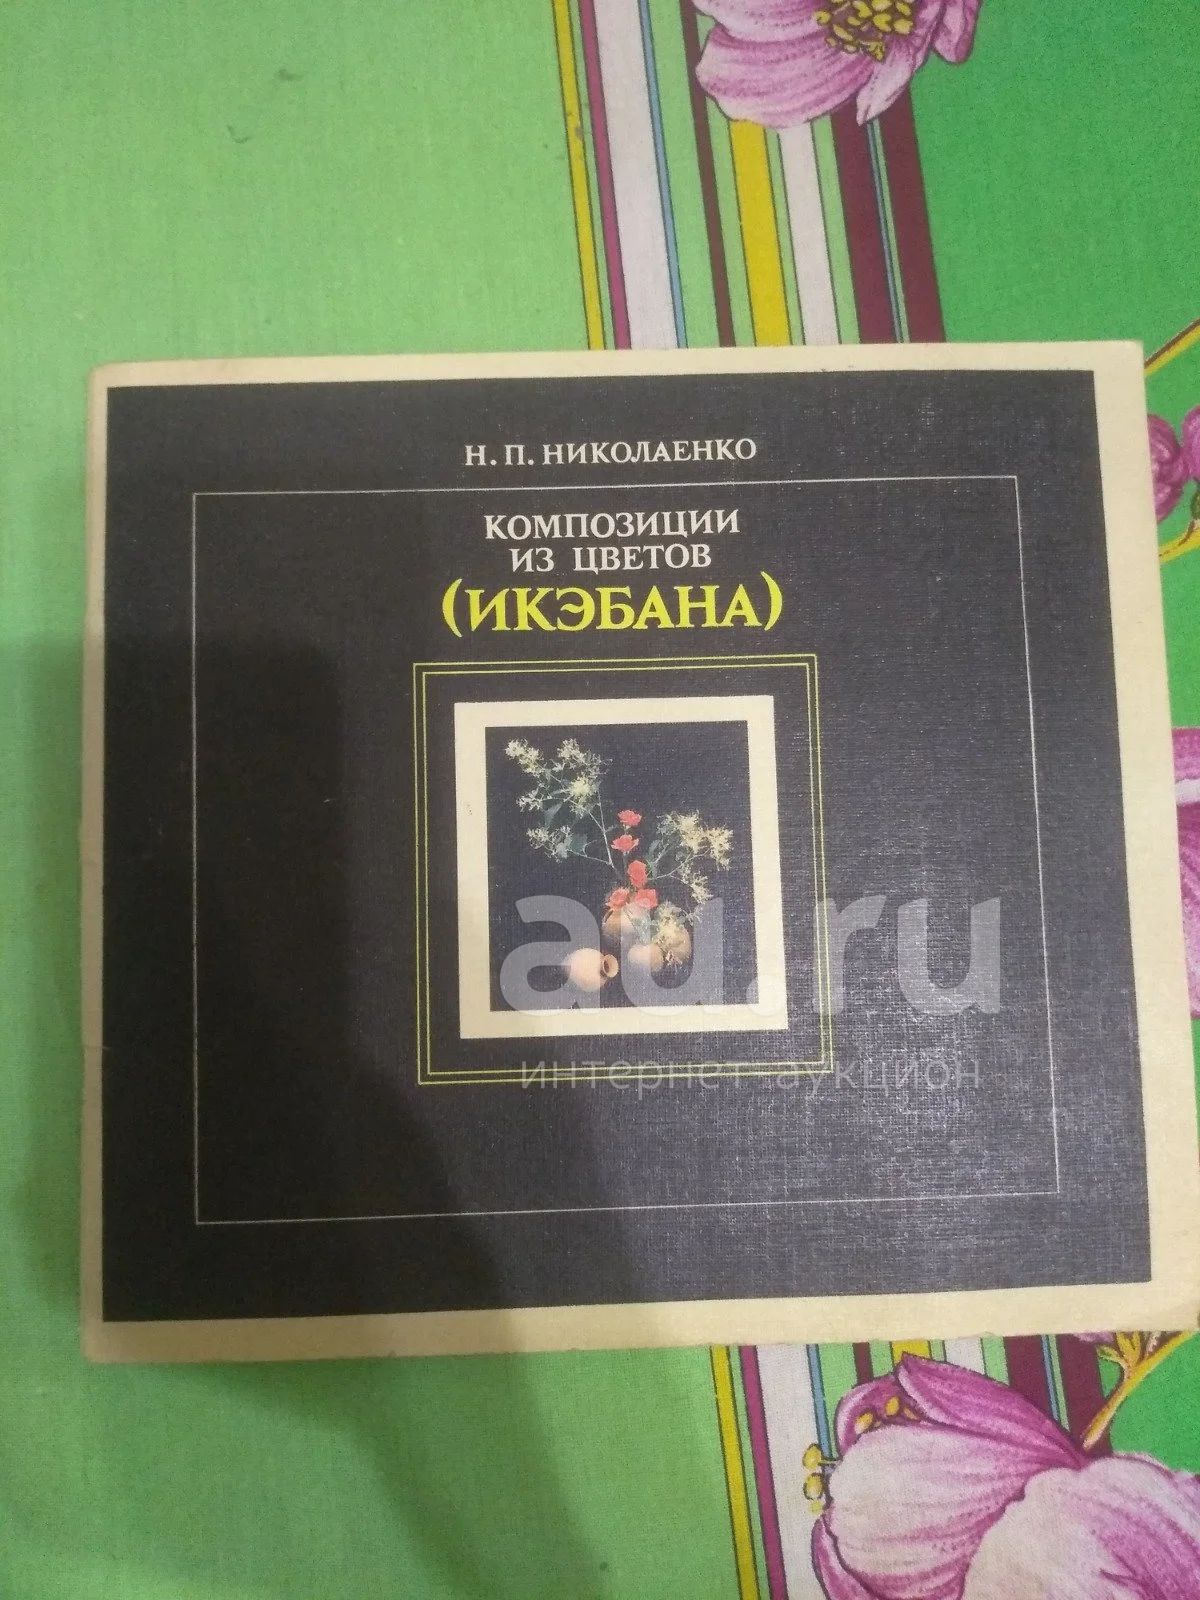 Н. П. НИКОЛАЕНКО
КОМПОЗИЦИИ
ИЗ ЦВЕТОВ
(ИКЭБАНА)
au.ru
интернет-аукцион